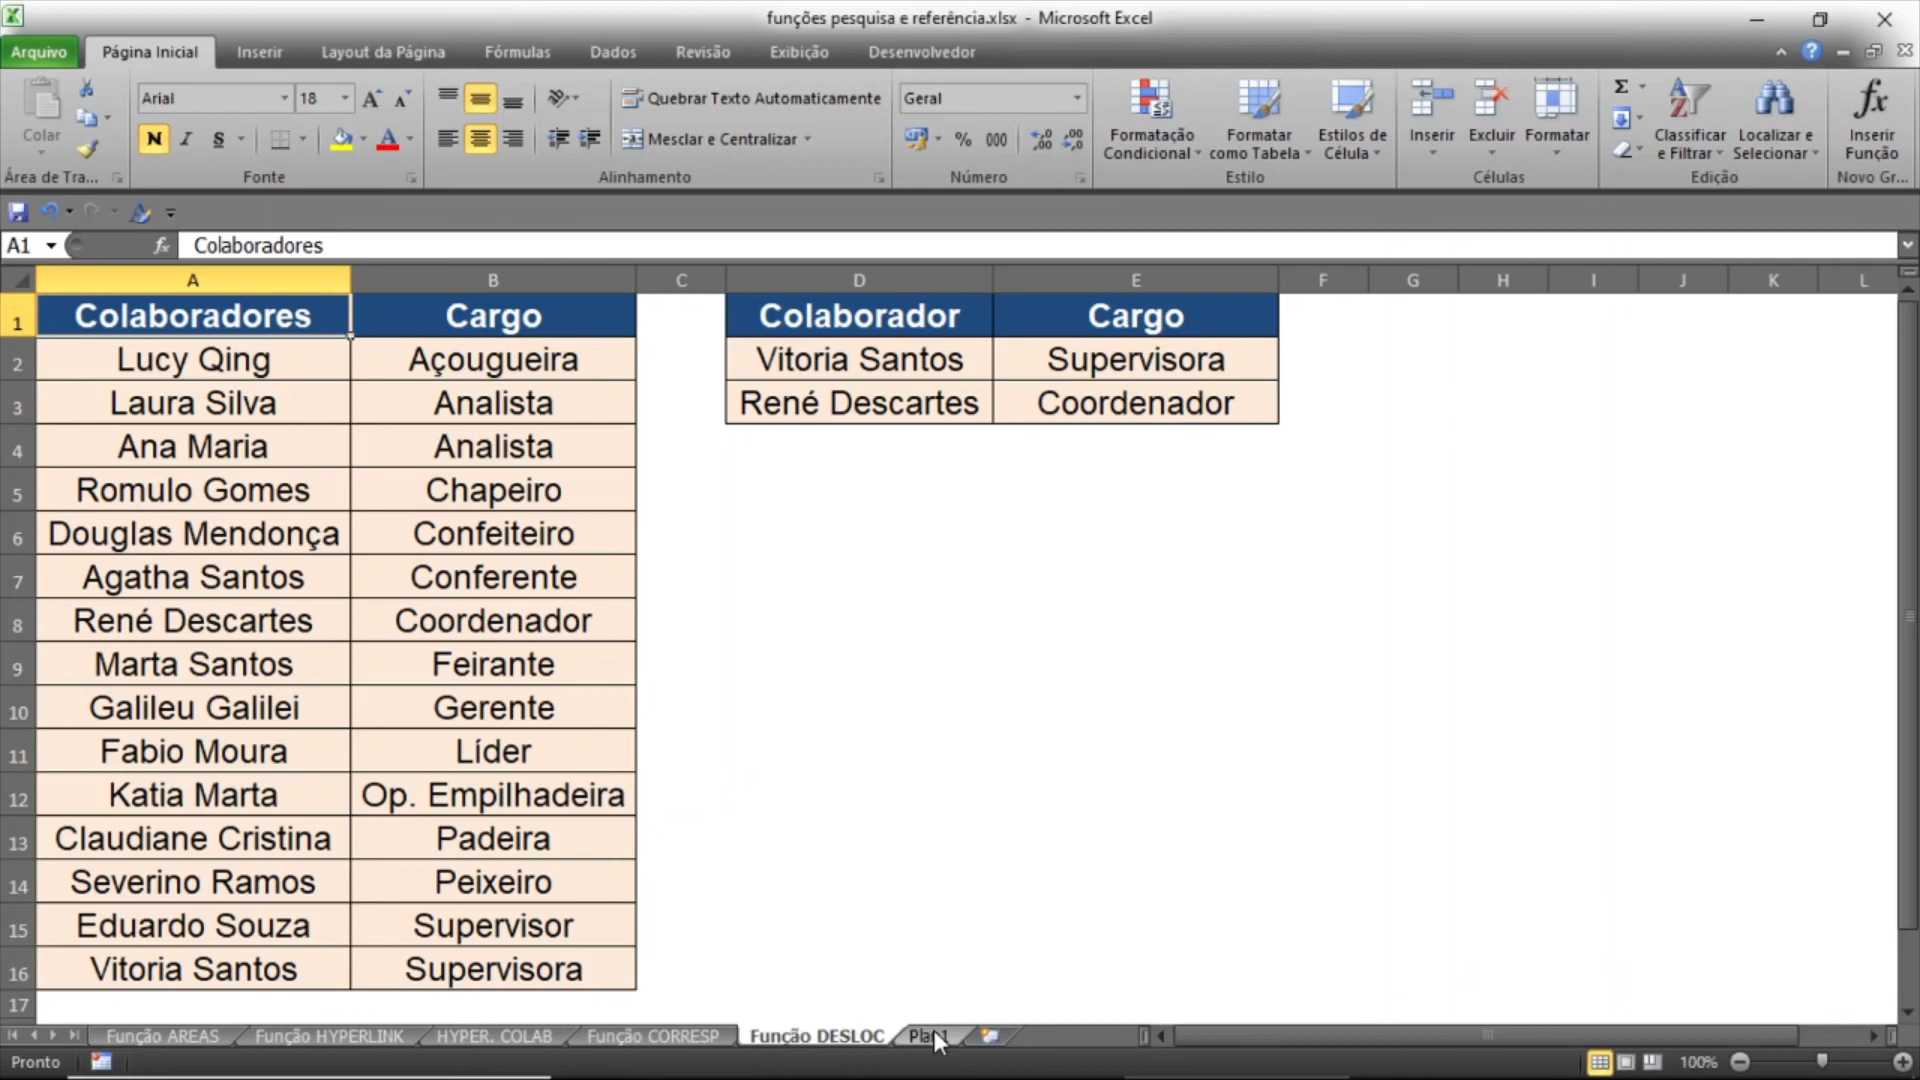 funções pesquisa e referência.xlsx - Microsoft Excel
Arquivo Página Inicial Inserir Layout da Página Fórmulas Dados Revisão Exibição Desenvolvedor
Colar
Área de Tra...
Arial 18
N I S
Fonte
Quebrar Texto Automaticamente
Mesclar e Centralizar
Alinhamento
Geral
% 000
Número
Formatação Condicional
Formatar como Tabela
Estilos de Célula
Estilo
Inserir Excluir Formatar
Células
Classificar e Filtrar
Localizar e Selecionar
Edição
Inserir Função
Novo Gr...
A1 fx Colaboradores
A B C D E F G H I J K L
1 Colaboradores Cargo Colaborador Cargo
2 Lucy Qing Açougueira Vitoria Santos Supervisora
3 Laura Silva Analista René Descartes Coordenador
4 Ana Maria Analista
5 Romulo Gomes Chapeiro
6 Douglas Mendonça Confeiteiro
7 Agatha Santos Conferente
8 René Descartes Coordenador
9 Marta Santos Feirante
10 Galileu Galilei Gerente
11 Fabio Moura Líder
12 Katia Marta Op. Empilhadeira
13 Claudiane Cristina Padeira
14 Severino Ramos Peixeiro
15 Eduardo Souza Supervisor
16 Vitoria Santos Supervisora
17
Função AREAS Função HYPERLINK HYPER. COLAB Função CORRESP Função DESLOC
Pronto 100%